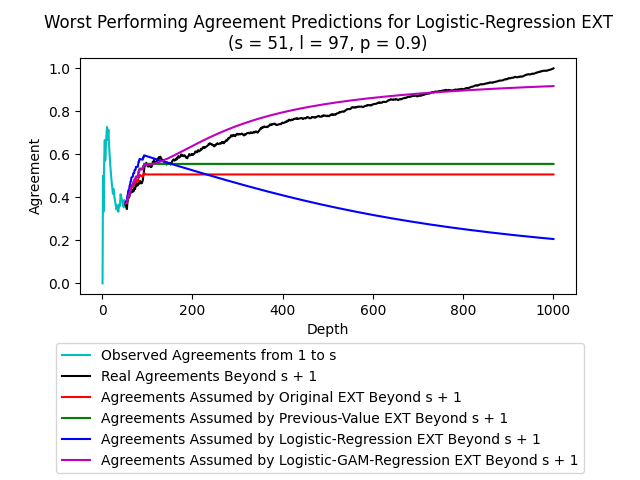 Worst Performing Agreement Predictions for Logistic-Regression EXT
(s = 51, l = 97, p = 0.9)
1.0
0.8
0.6
0.4
0.2
0.0
Agreement
0 200 400 600 800 1000
Depth
Observed Agreements from 1 to s
Real Agreements Beyond s + 1
Agreements Assumed by Original EXT Beyond s + 1
Agreements Assumed by Previous-Value EXT Beyond s + 1
Agreements Assumed by Logistic-Regression EXT Beyond s + 1
Agreements Assumed by Logistic-GAM-Regression EXT Beyond s + 1